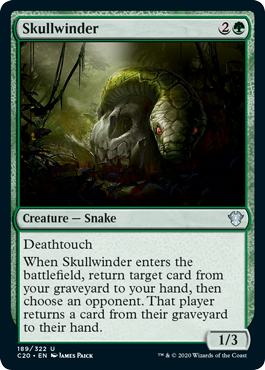 Skullwinder 2
Creature — Snake
Deathtouch
When Skullwinder enters the
battlefield, return target card from
your graveyard to your hand, then
choose an opponent. That player
returns a card from their graveyard
to their hand.
1/3
189/322 U
C20 • EN JAMES PAICK ™ & © 2020 Wizards of the Coast